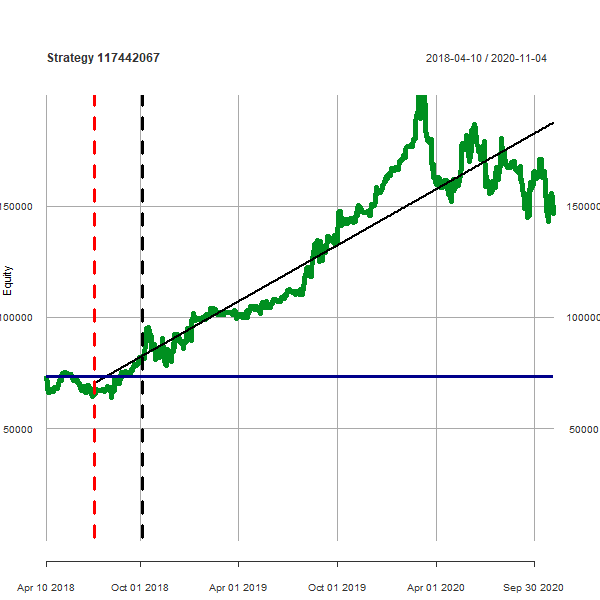 Strategy 117442067
2018-04-10 / 2020-11-04
Equity
150000
150000
100000
100000
50000
50000
Apr 10 2018
Oct 01 2018
Apr 01 2019
Oct 01 2019
Apr 01 2020
Sep 30 2020